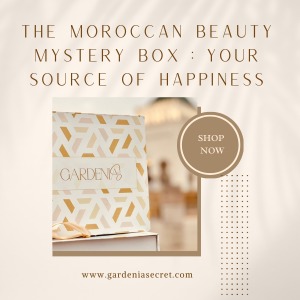 THE MOROCCAN BEAUTY
MYSTERY BOX : YOUR
SOURCE OF HAPPINESS
SHOP
NOW
GARDENIAS
www.gardeniasecret.com